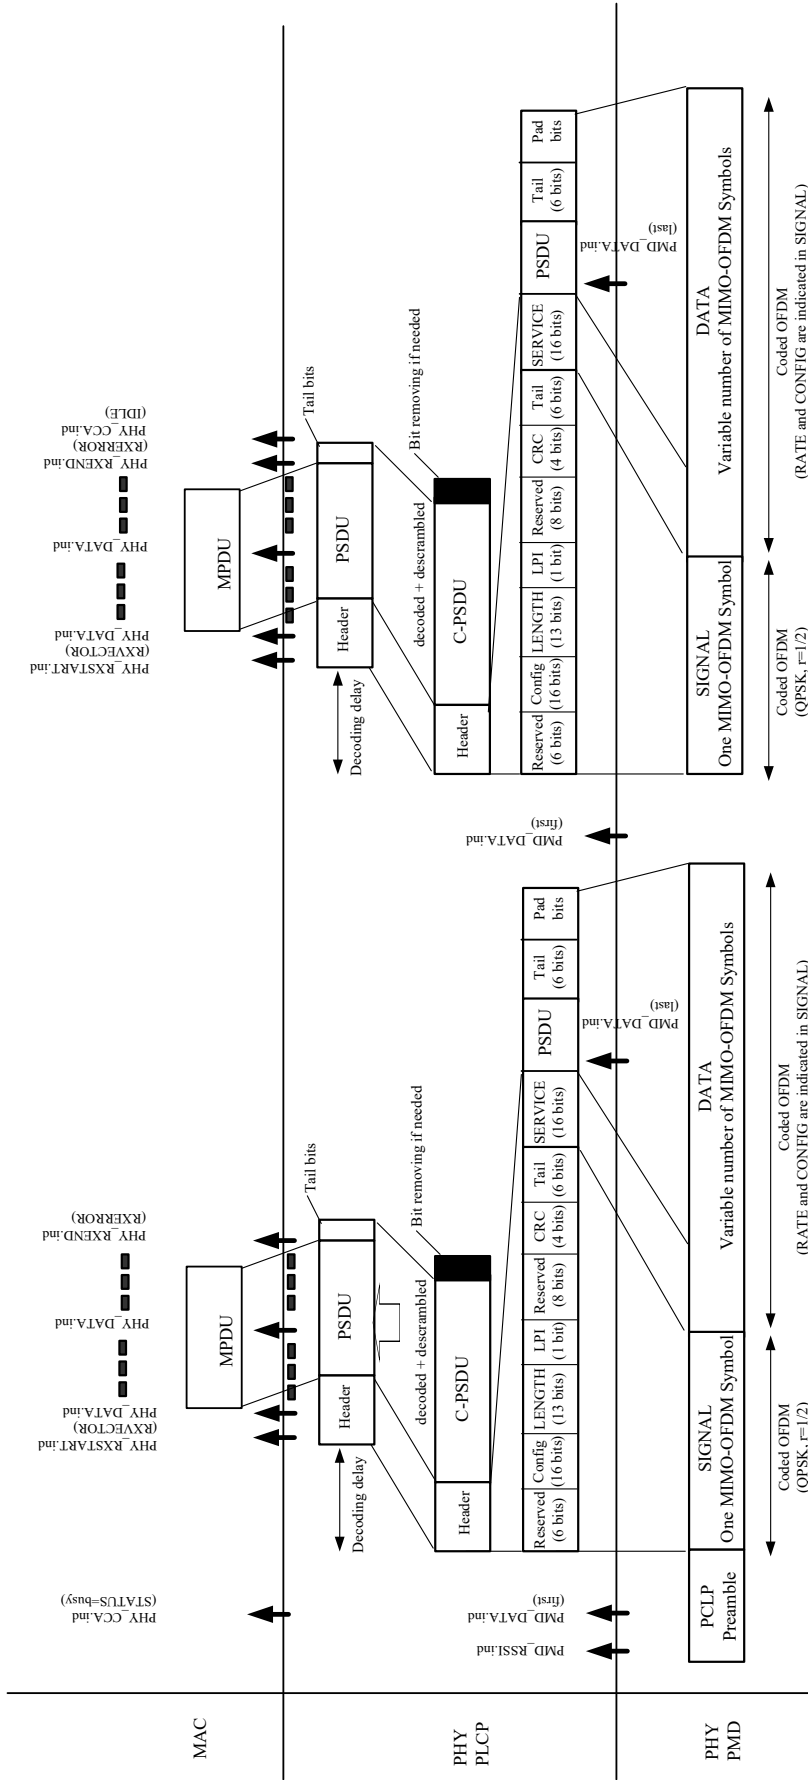 MAC
PHY
PLCP
PHY
PMD
PHY_CCA.ind
(STATUS=busy)
PHY_RXSTART.ind
(RXVECTOR)
PHY_DATA.ind
PHY_DATA.ind
PHY_RXEND.ind
(RXERROR)
PHY_RXSTART.ind
(RXVECTOR)
PHY_DATA.ind
PHY_DATA.ind
PHY_RXEND.ind
(RXERROR)
PHY_CCA.ind
(IDLE)
MPDU
MPDU
Decoding delay
Header
PSDU
Tail bits
Decoding delay
Header
PSDU
Tail bits
decoded + descrambled
Bit removing if needed
decoded + descrambled
Bit removing if needed
Header
C-PSDU
Header
C-PSDU
PMD_RSSI.ind
PMD_DATA.ind
(first)
Reserved
(6 bits)
Config
(16 bits)
LENGTH
(13 bits)
LPI
(1 bit)
Reserved
(8 bits)
CRC
(4 bits)
Tail
(6 bits)
SERVICE
(16 bits)
PSDU
Tail
(6 bits)
Pad
bits
PMD_DATA.ind
(first)
Reserved
(6 bits)
Config
(16 bits)
LENGTH
(13 bits)
LPI
(1 bit)
Reserved
(8 bits)
CRC
(4 bits)
Tail
(6 bits)
SERVICE
(16 bits)
PSDU
Tail
(6 bits)
Pad
bits
PMD_DATA.ind
(last)
PMD_DATA.ind
(last)
PCLP
Preamble
SIGNAL
One MIMO-OFDM Symbol
DATA
Variable number of MIMO-OFDM Symbols
SIGNAL
One MIMO-OFDM Symbol
DATA
Variable number of MIMO-OFDM Symbols
Coded OFDM
(QPSK, r=1/2)
Coded OFDM
(RATE and CONFIG are indicated in SIGNAL)
Coded OFDM
(QPSK, r=1/2)
Coded OFDM
(RATE and CONFIG are indicated in SIGNAL)